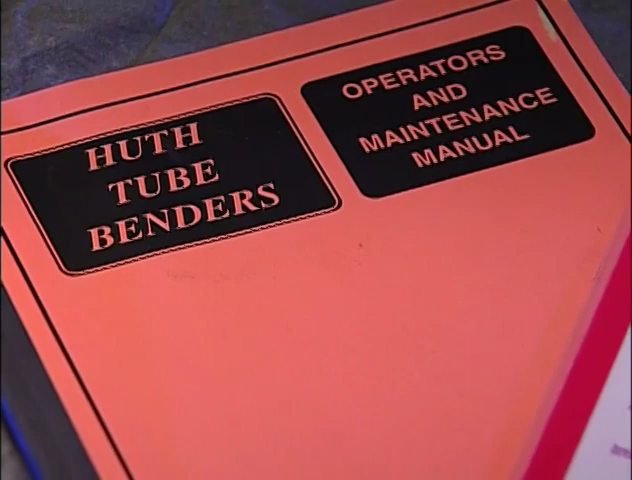 HUTH
TUBE
BENDERS
OPERATORS
AND
MAINTENANCE
MANUAL